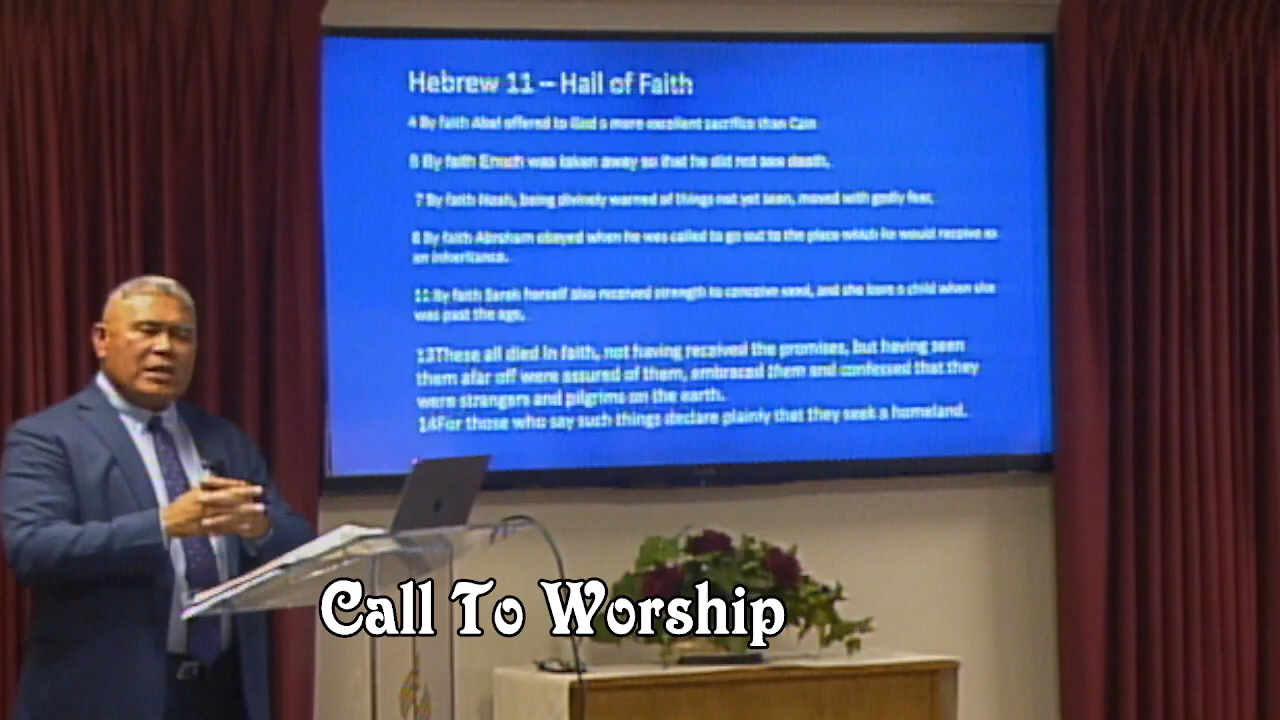 Hebrew 11 – Hall of Faith
4 By faith Abel offered to God a more excellent sacrifice than Cain
5 By faith Enoch was taken away so that he did not see death,
7 By faith Noah, being divinely warned of things not yet seen, moved with godly fear,
8 By faith Abraham obeyed when he was called to go out to the place which he would receive as
an inheritance.
11 By faith Sarah herself also received strength to conceive seed, and she bore a child when she
was past the age,
13These all died in faith, not having received the promises, but having seen
them afar off were assured of them, embraced them and confessed that they
were strangers and pilgrims on the earth.
14For those who say such things declare plainly that they seek a homeland.
Call To Worship